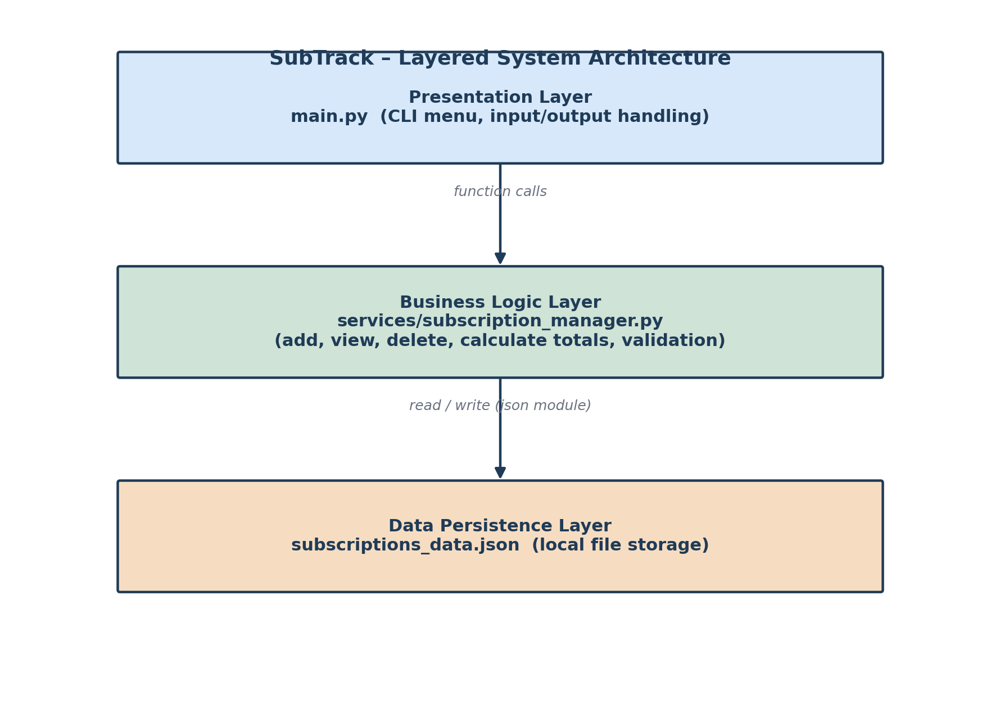 SubTrack – Layered System Architecture
Presentation Layer
main.py  (CLI menu, input/output handling)
function calls
Business Logic Layer
services/subscription_manager.py
(add, view, delete, calculate totals, validation)
read / write (json module)
Data Persistence Layer
subscriptions_data.json  (local file storage)